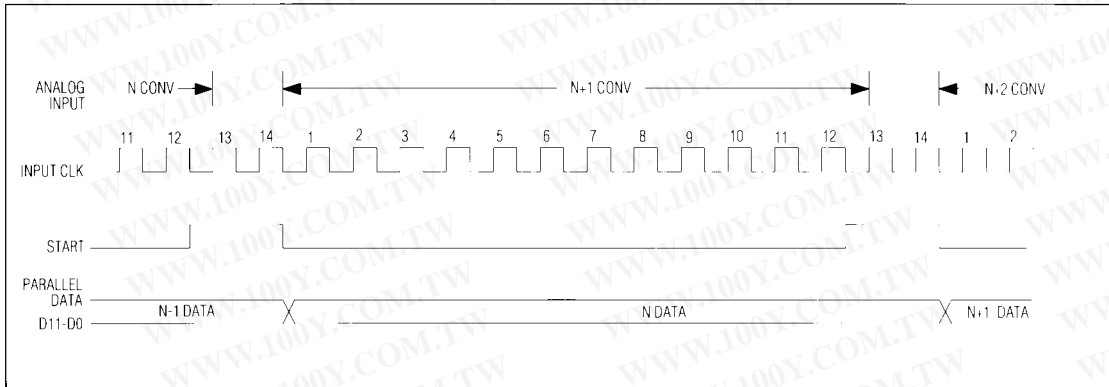 ANALOG INPUT N CONV N+1 CONV N+2 CONV
11 12 13 14 1 2 3 4 5 6 7 8 9 10 11 12 13 14 1 2
INPUT CLK
START
PARALLEL DATA
D11-D0 N-1 DATA N DATA N+1 DATA
WWW.100Y.COM.TW